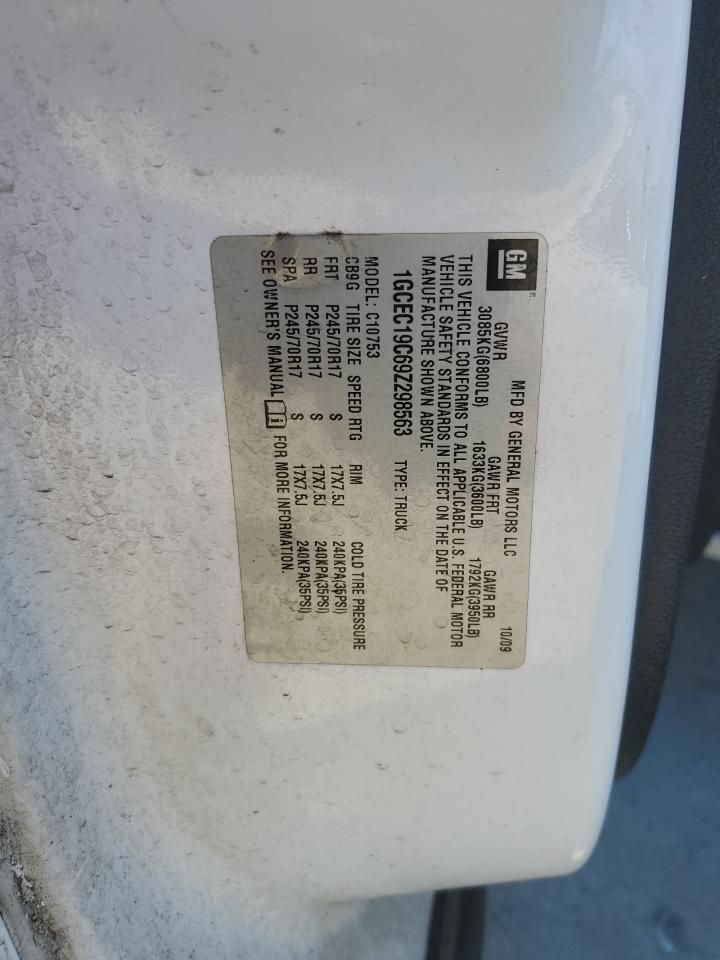 GM
MFD BY GENERAL MOTORS LLC 10/09
GVWR GAWR FRT GAWR RR
3085KG(6800LB) 1633KG(3600LB) 1792KG(3950LB)
THIS VEHICLE CONFORMS TO ALL APPLICABLE U.S. FEDERAL MOTOR
VEHICLE SAFETY STANDARDS IN EFFECT ON THE DATE OF
MANUFACTURE SHOWN ABOVE.
1GCEC19C69Z298563 TYPE: TRUCK
MODEL: C10753
CB9G TIRE SIZE SPEED RTG RIM COLD TIRE PRESSURE
FRT P245/70R17 S 17X7.5J 240KPA(35PSI)
RR P245/70R17 S 17X7.5J 240KPA(35PSI)
SPA P245/70R17 S 17X7.5J 240KPA(35PSI)
SEE OWNER'S MANUAL FOR MORE INFORMATION.